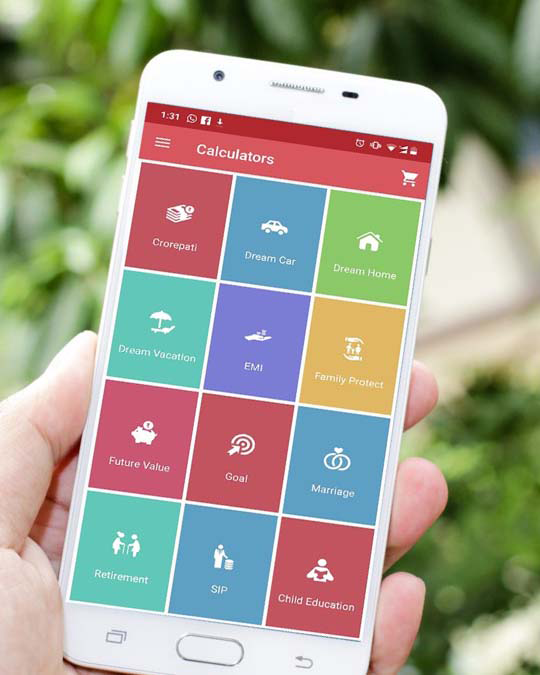 1:31
Calculators
Crorepati
Dream Car
Dream Home
Dream Vacation
EMI
Family Protect
Future Value
Goal
Marriage
Retirement
SIP
Child Education